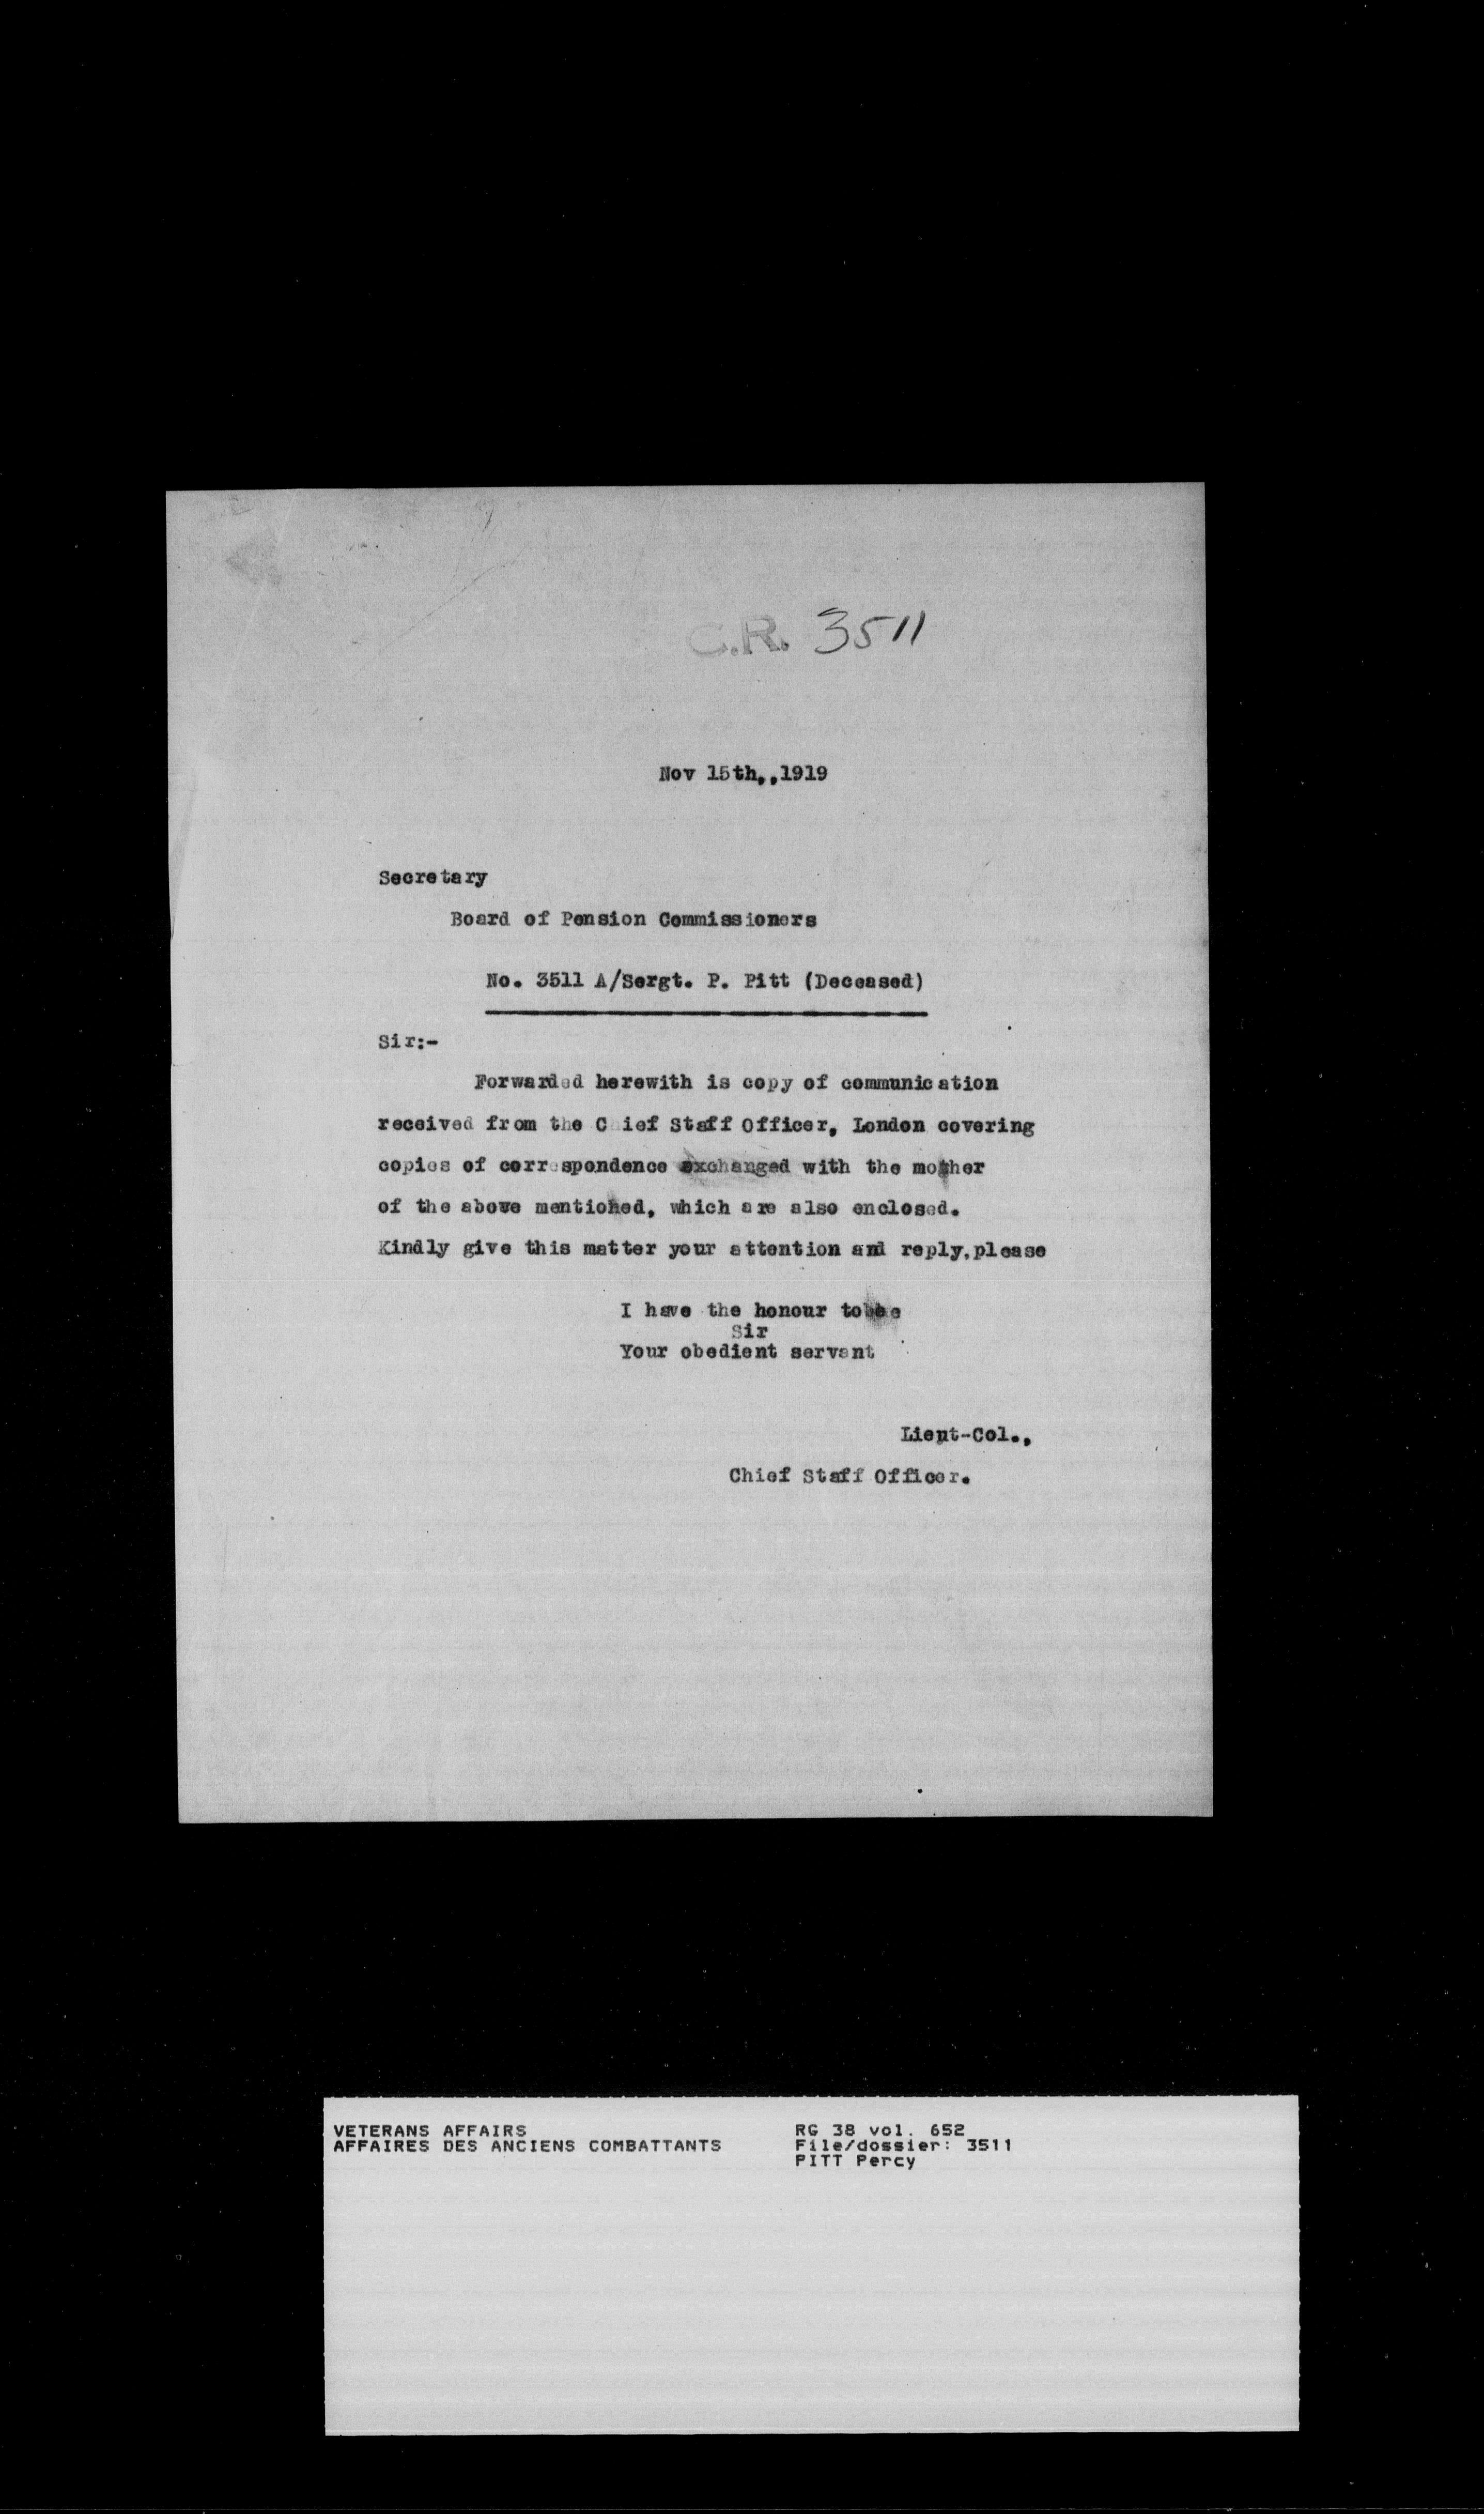 C.R. 3511
Nov 15th,,1919
Secretary
Board of Pension Commissioners
No. 3511 A/Sergt. P. Pitt (Deceased)
Sir:-
Forwarded herewith is copy of communication
received from the C ief Staff Officer, London covering
copies of correspondence exchanged with the mother
of the above mentioned, which are also enclosed.
Kindly give this matter your attention and reply,please
I have the honour to be
Sir
Your obedient servant
Lieut-Col.,
Chief Staff Officer.
VETERANS AFFAIRS
AFFAIRES DES ANCIENS COMBATTANTS
RG 38 vol. 652
File/dossier: 3511
PITT Percy